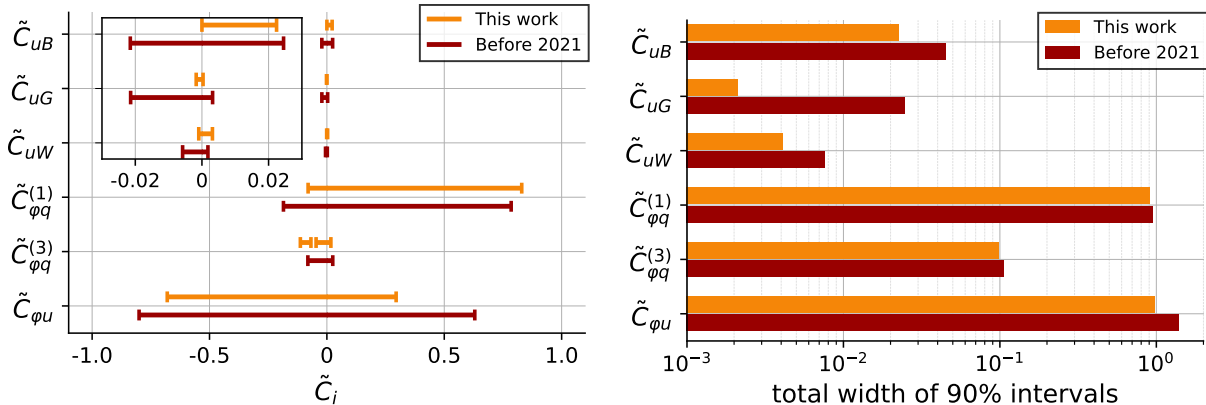 This work
Before 2021
C̃uB
C̃uG
C̃uW
C̃φq(1)
C̃φq(3)
C̃φu
-0.02 0 0.02
-1.0 -0.5 0 0.5 1.0
C̃i
This work
Before 2021
C̃uB
C̃uG
C̃uW
C̃φq(1)
C̃φq(3)
C̃φu
10⁻³ 10⁻² 10⁻¹ 10⁰
total width of 90% intervals